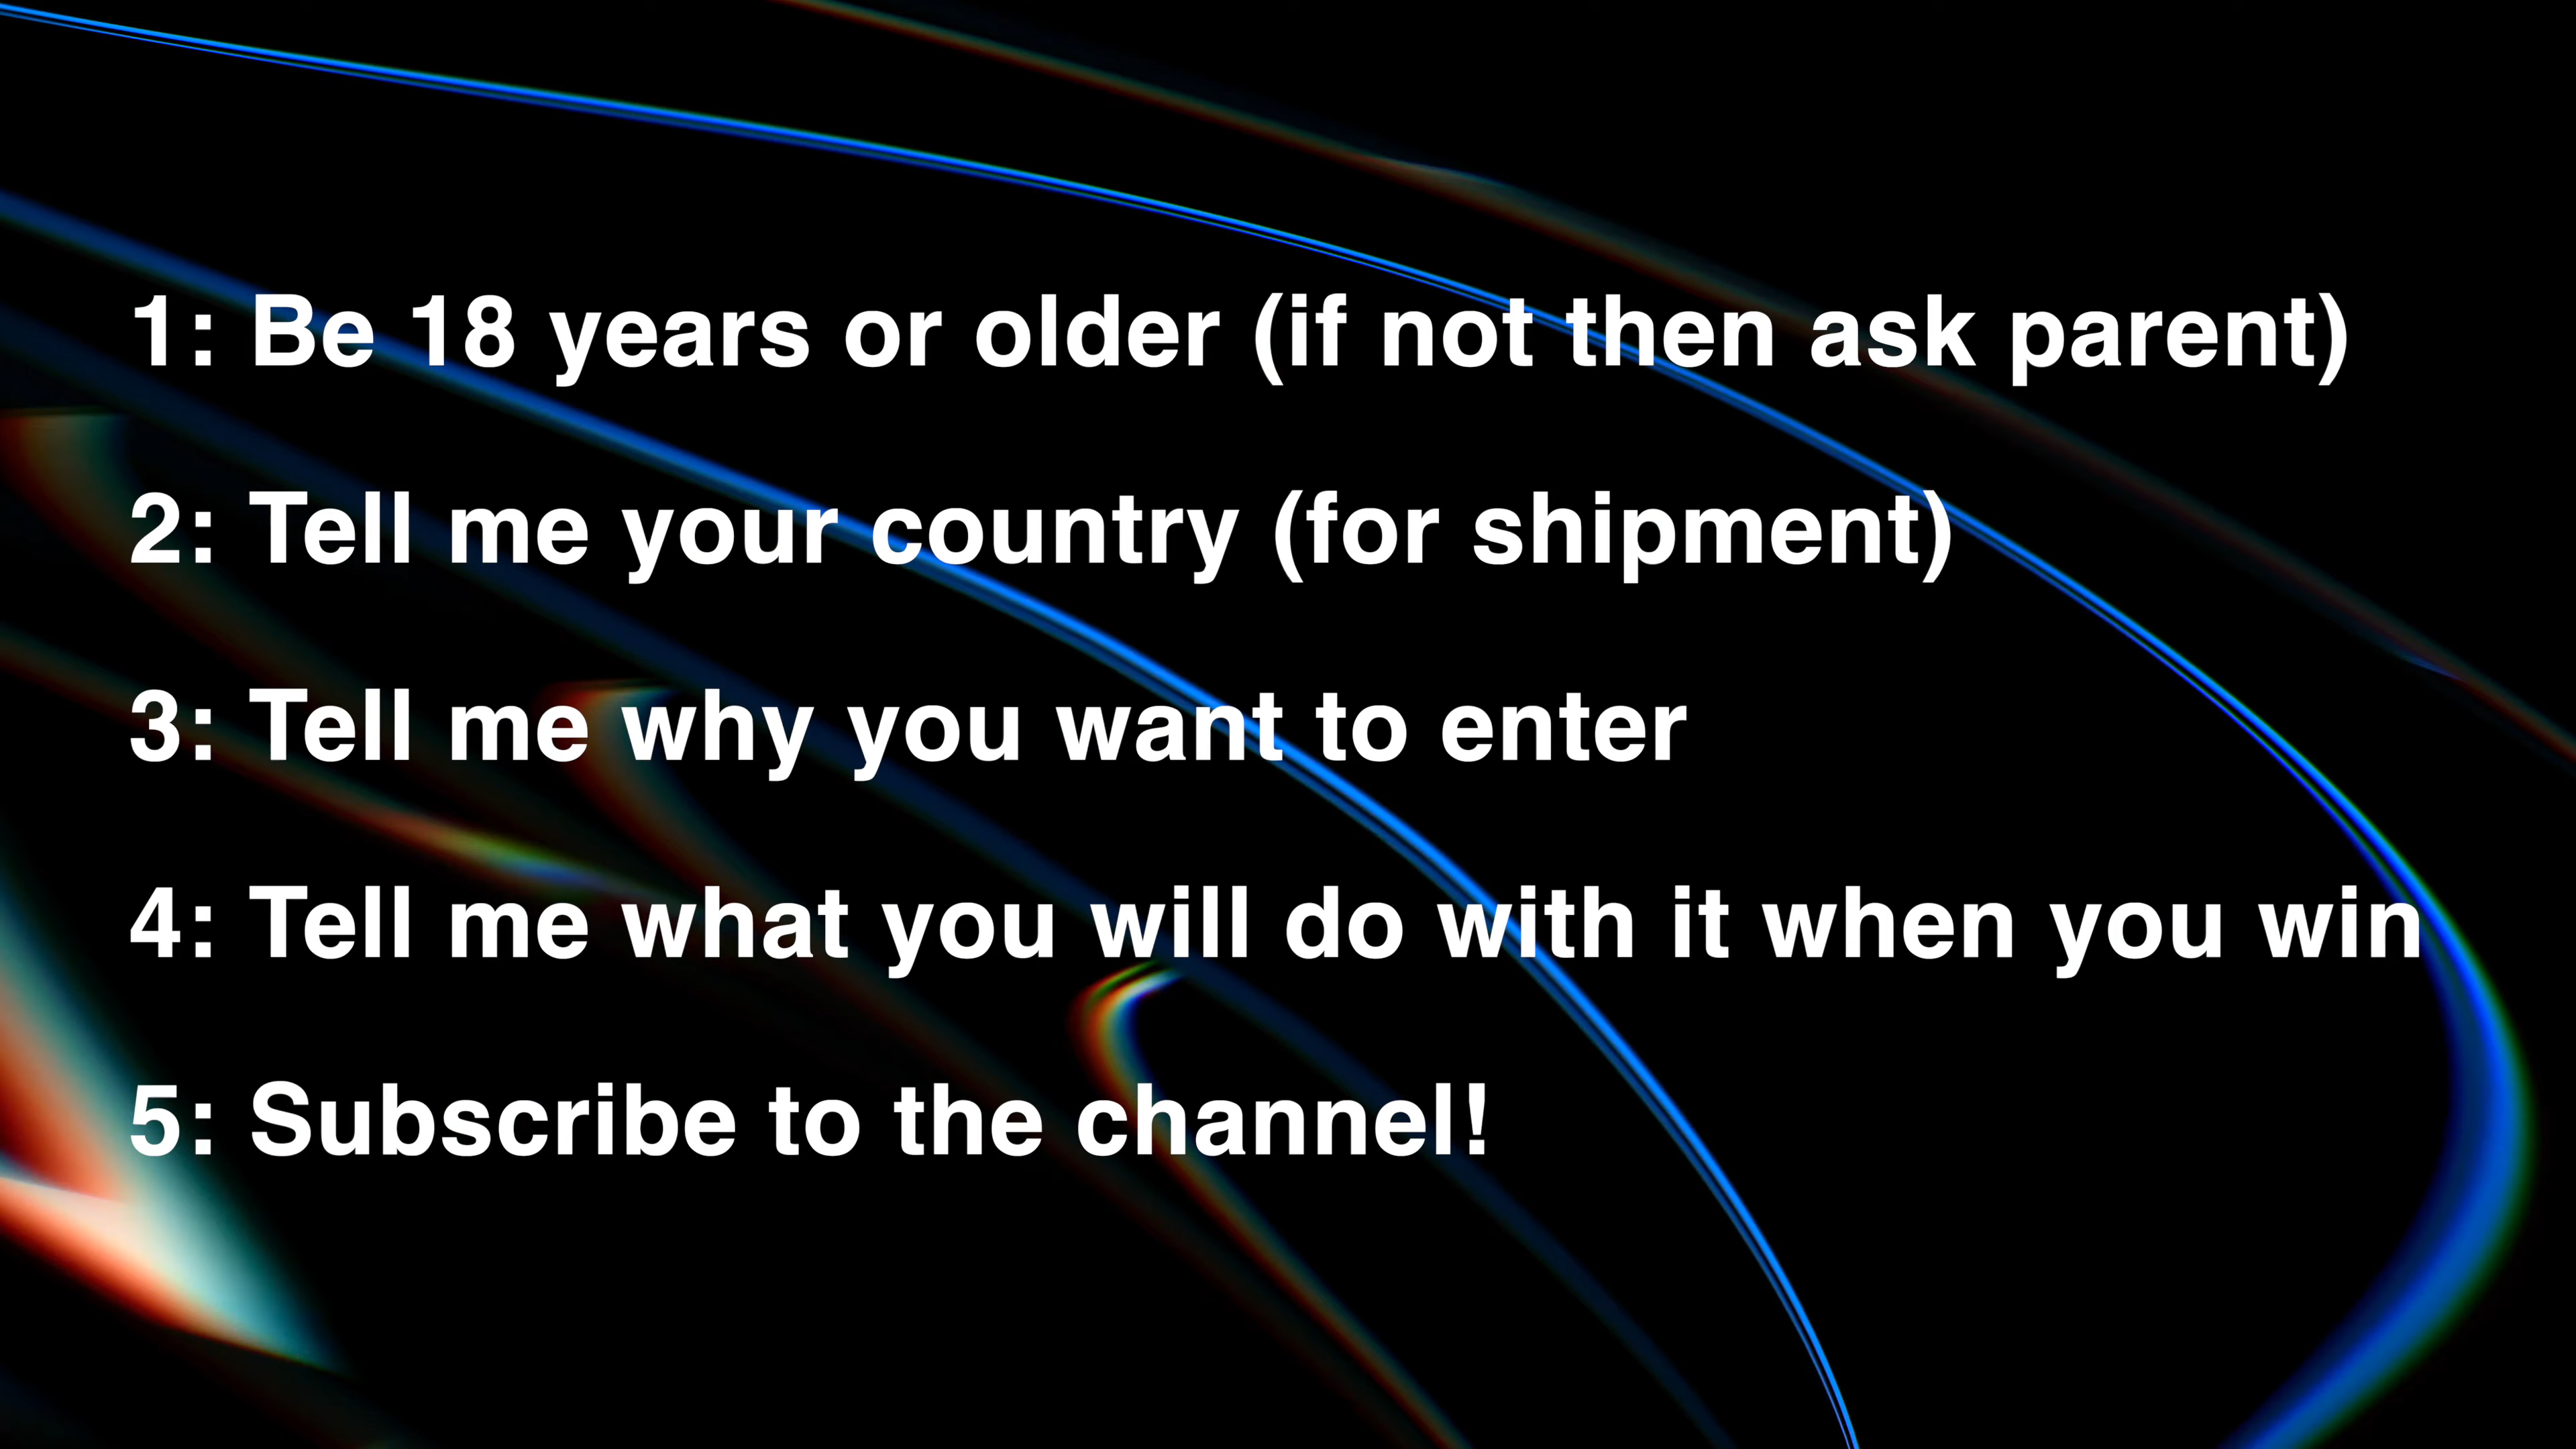 1: Be 18 years or older (if not then ask parent)
2: Tell me your country (for shipment)
3: Tell me why you want to enter
4: Tell me what you will do with it when you win
5: Subscribe to the channel!